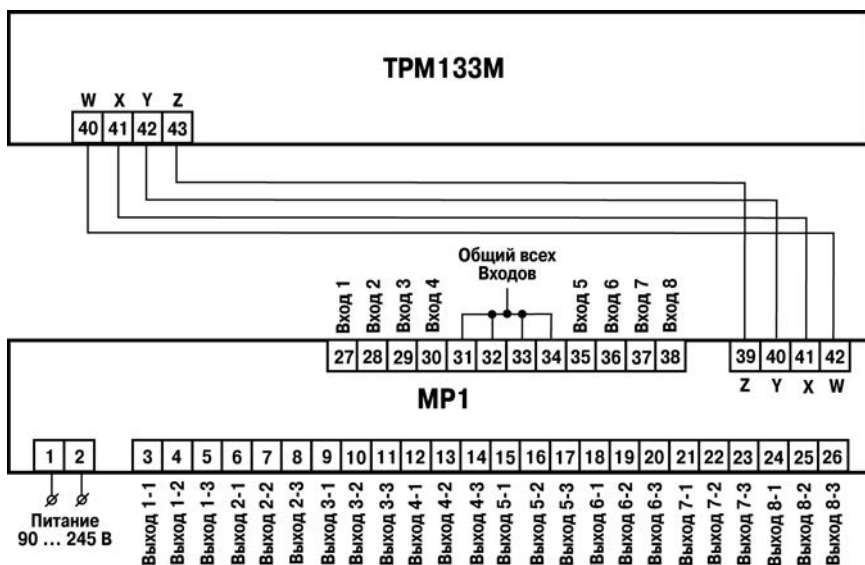 ТРМ133М
W X Y Z
40 41 42 43
Общий всех
Входов
Вход 1
Вход 2
Вход 3
Вход 4
Вход 5
Вход 6
Вход 7
Вход 8
27 28 29 30 31 32 33 34 35 36 37 38
39 40 41 42
Z Y X W
МР1
1 2
3 4 5 6 7 8 9 10 11 12 13 14 15 16 17 18 19 20 21 22 23 24 25 26
Питание
90 ... 245 В
Выход 1-1
Выход 1-2
Выход 1-3
Выход 2-1
Выход 2-2
Выход 2-3
Выход 3-1
Выход 3-2
Выход 3-3
Выход 4-1
Выход 4-2
Выход 4-3
Выход 5-1
Выход 5-2
Выход 5-3
Выход 6-1
Выход 6-2
Выход 6-3
Выход 7-1
Выход 7-2
Выход 7-3
Выход 8-1
Выход 8-2
Выход 8-3